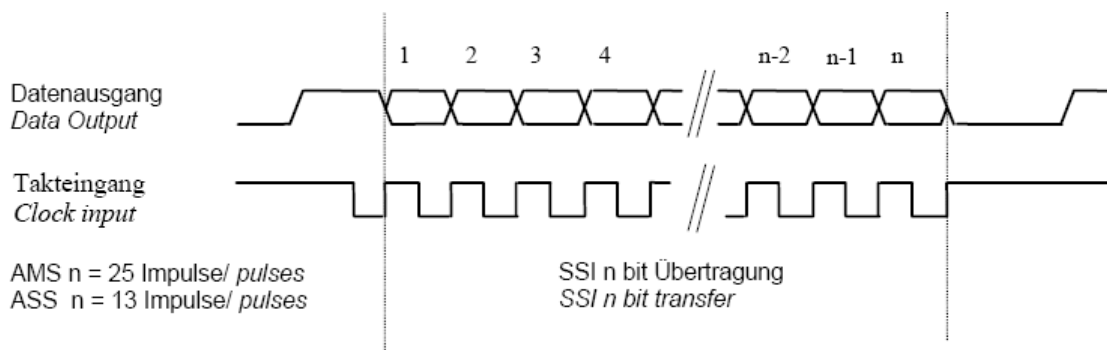 1 2 3 4 n-2 n-1 n
Datenausgang
Data Output
Takteingang
Clock input
AMS n = 25 Impulse/ pulses
ASS n = 13 Impulse/ pulses
SSI n bit Übertragung
SSI n bit transfer